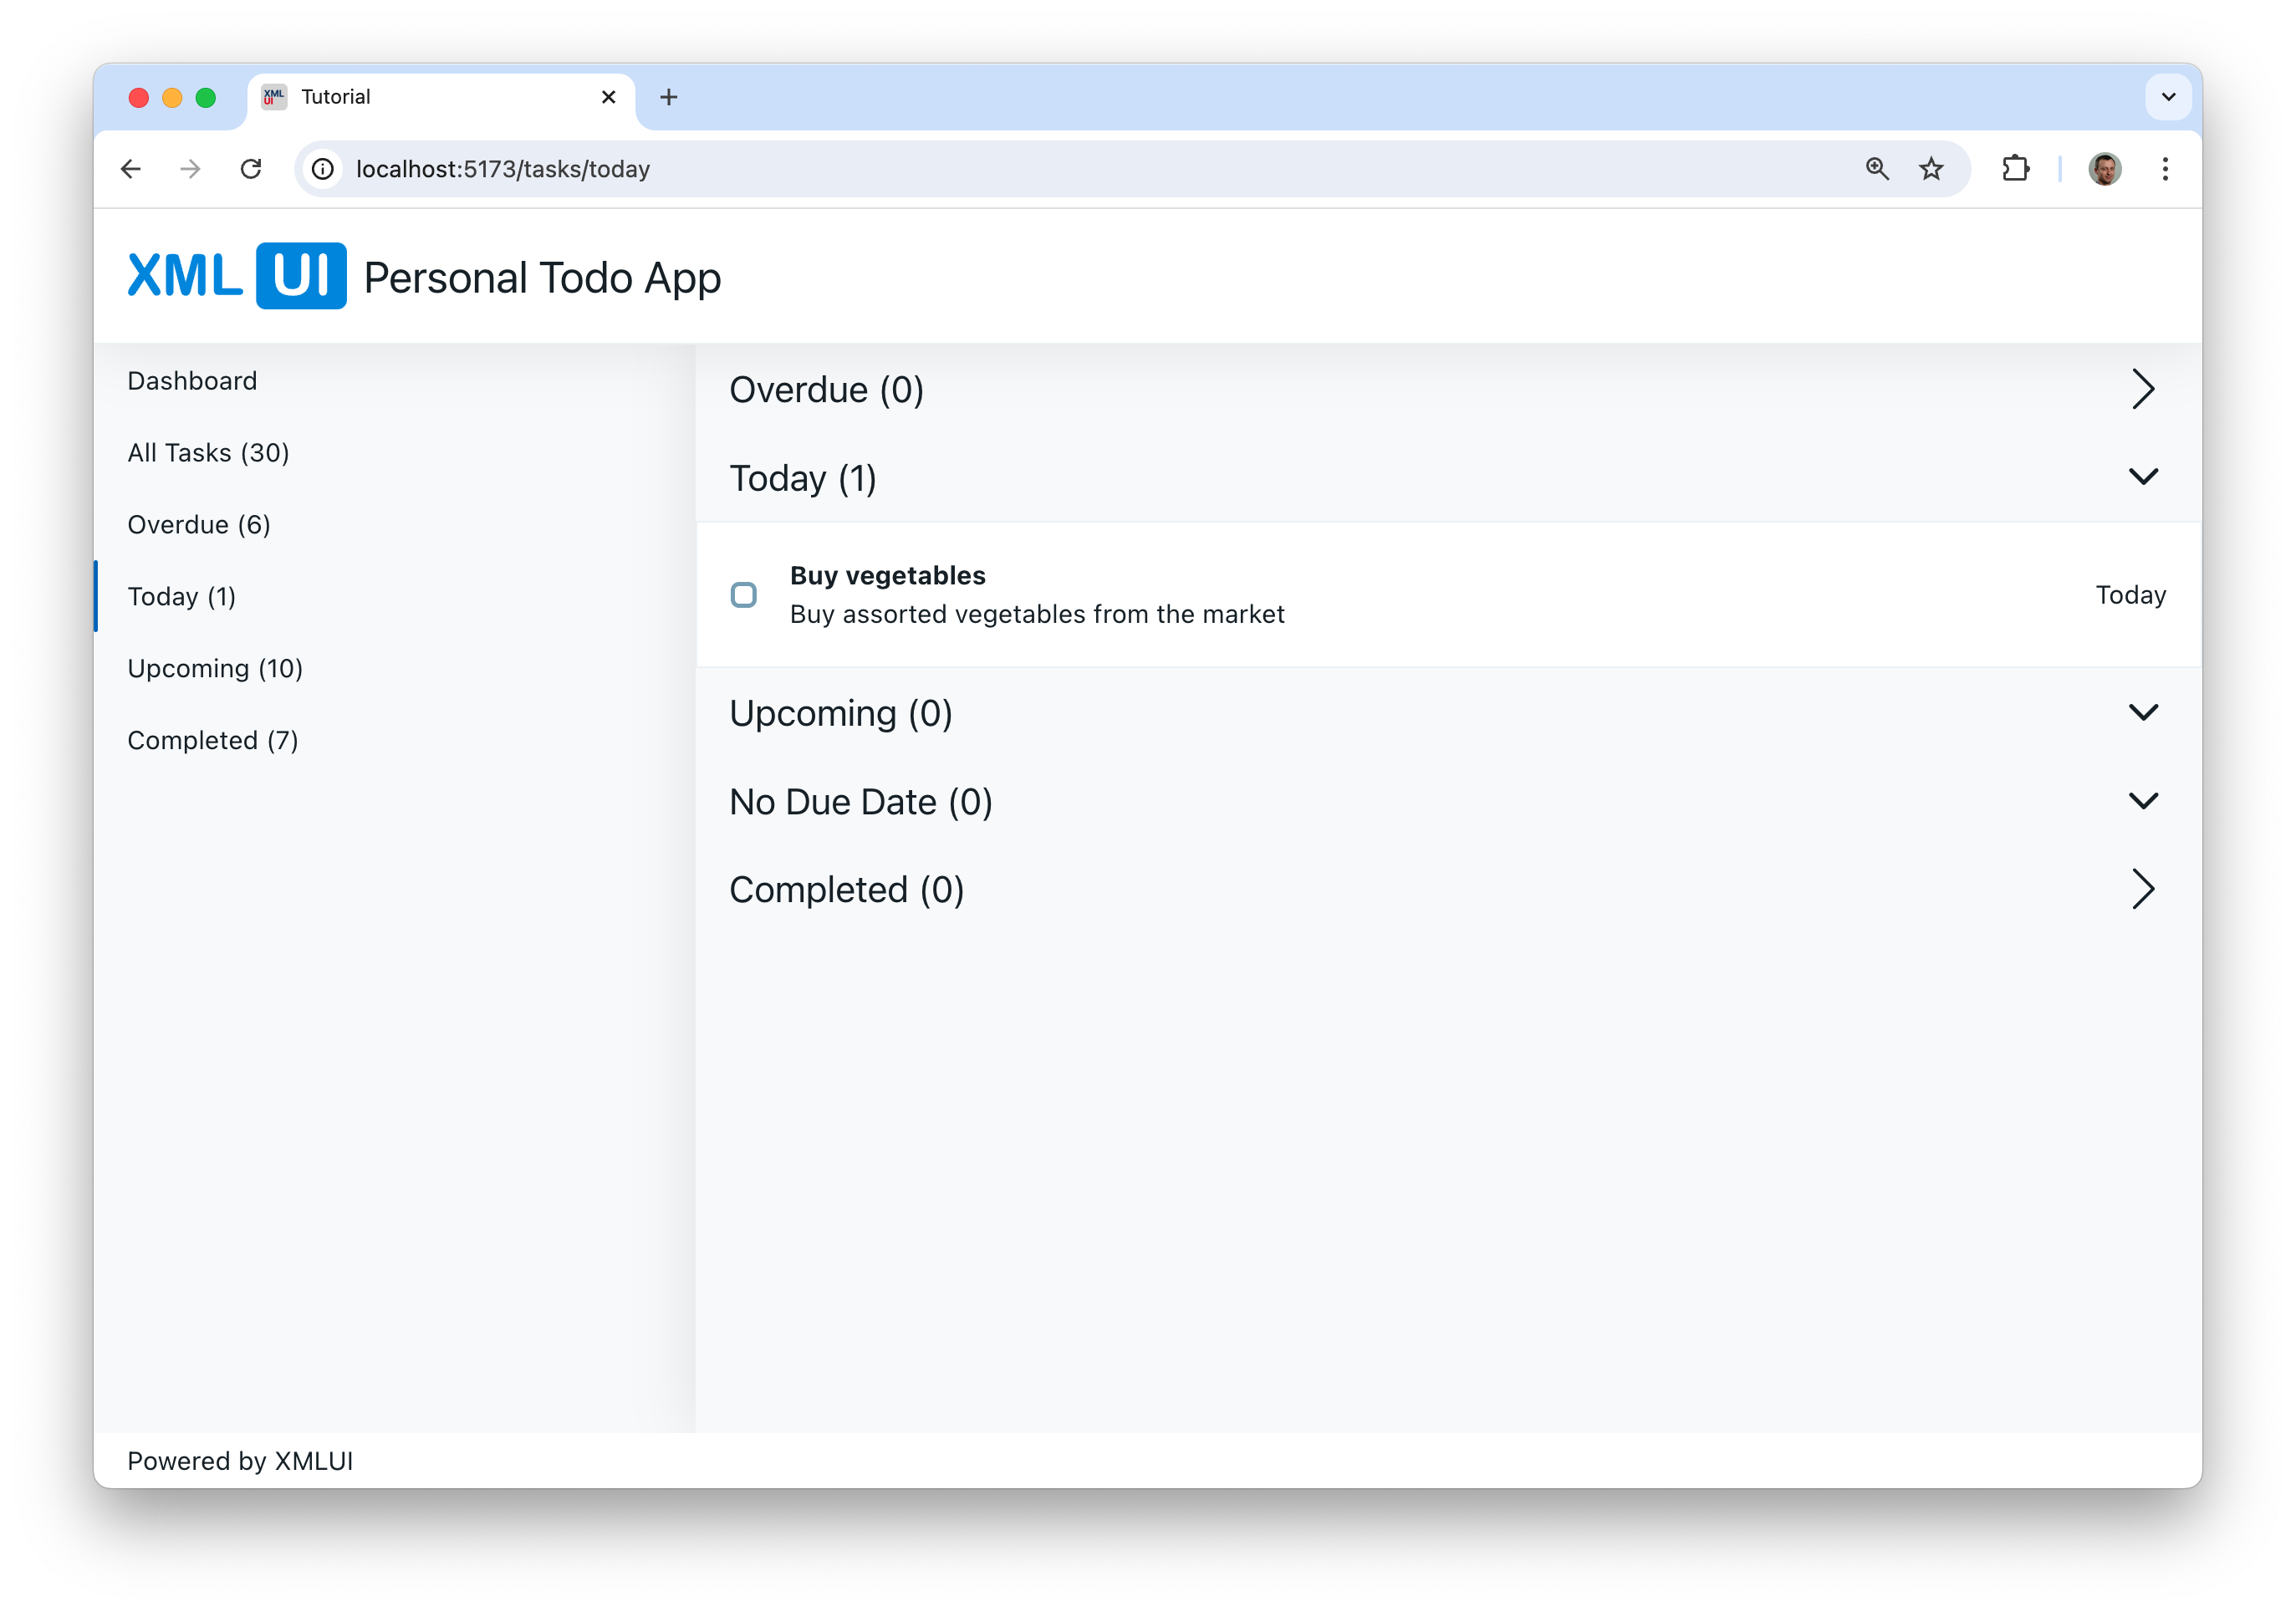 XML UI Tutorial
localhost:5173/tasks/today
XML UI Personal Todo App
Dashboard
All Tasks (30)
Overdue (6)
Today (1)
Upcoming (10)
Completed (7)
Overdue (0)
Today (1)
Buy vegetables
Buy assorted vegetables from the market
Today
Upcoming (0)
No Due Date (0)
Completed (0)
Powered by XMLUI